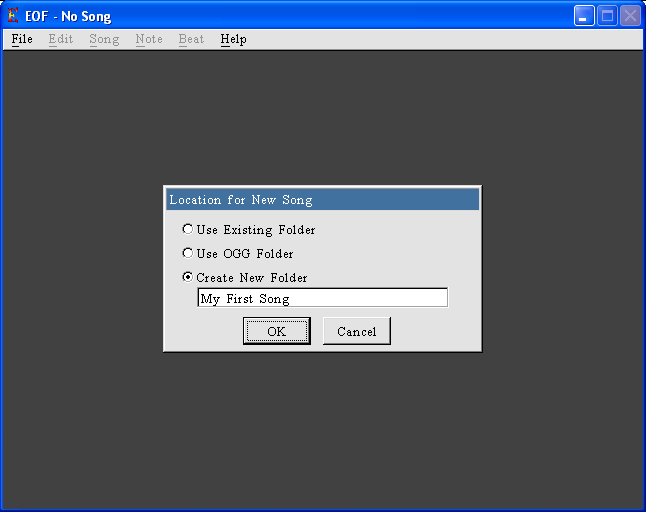 EOF - No Song
File Edit Song Note Beat Help
Location for New Song
Use Existing Folder
Use OGG Folder
Create New Folder
My First Song
OK Cancel